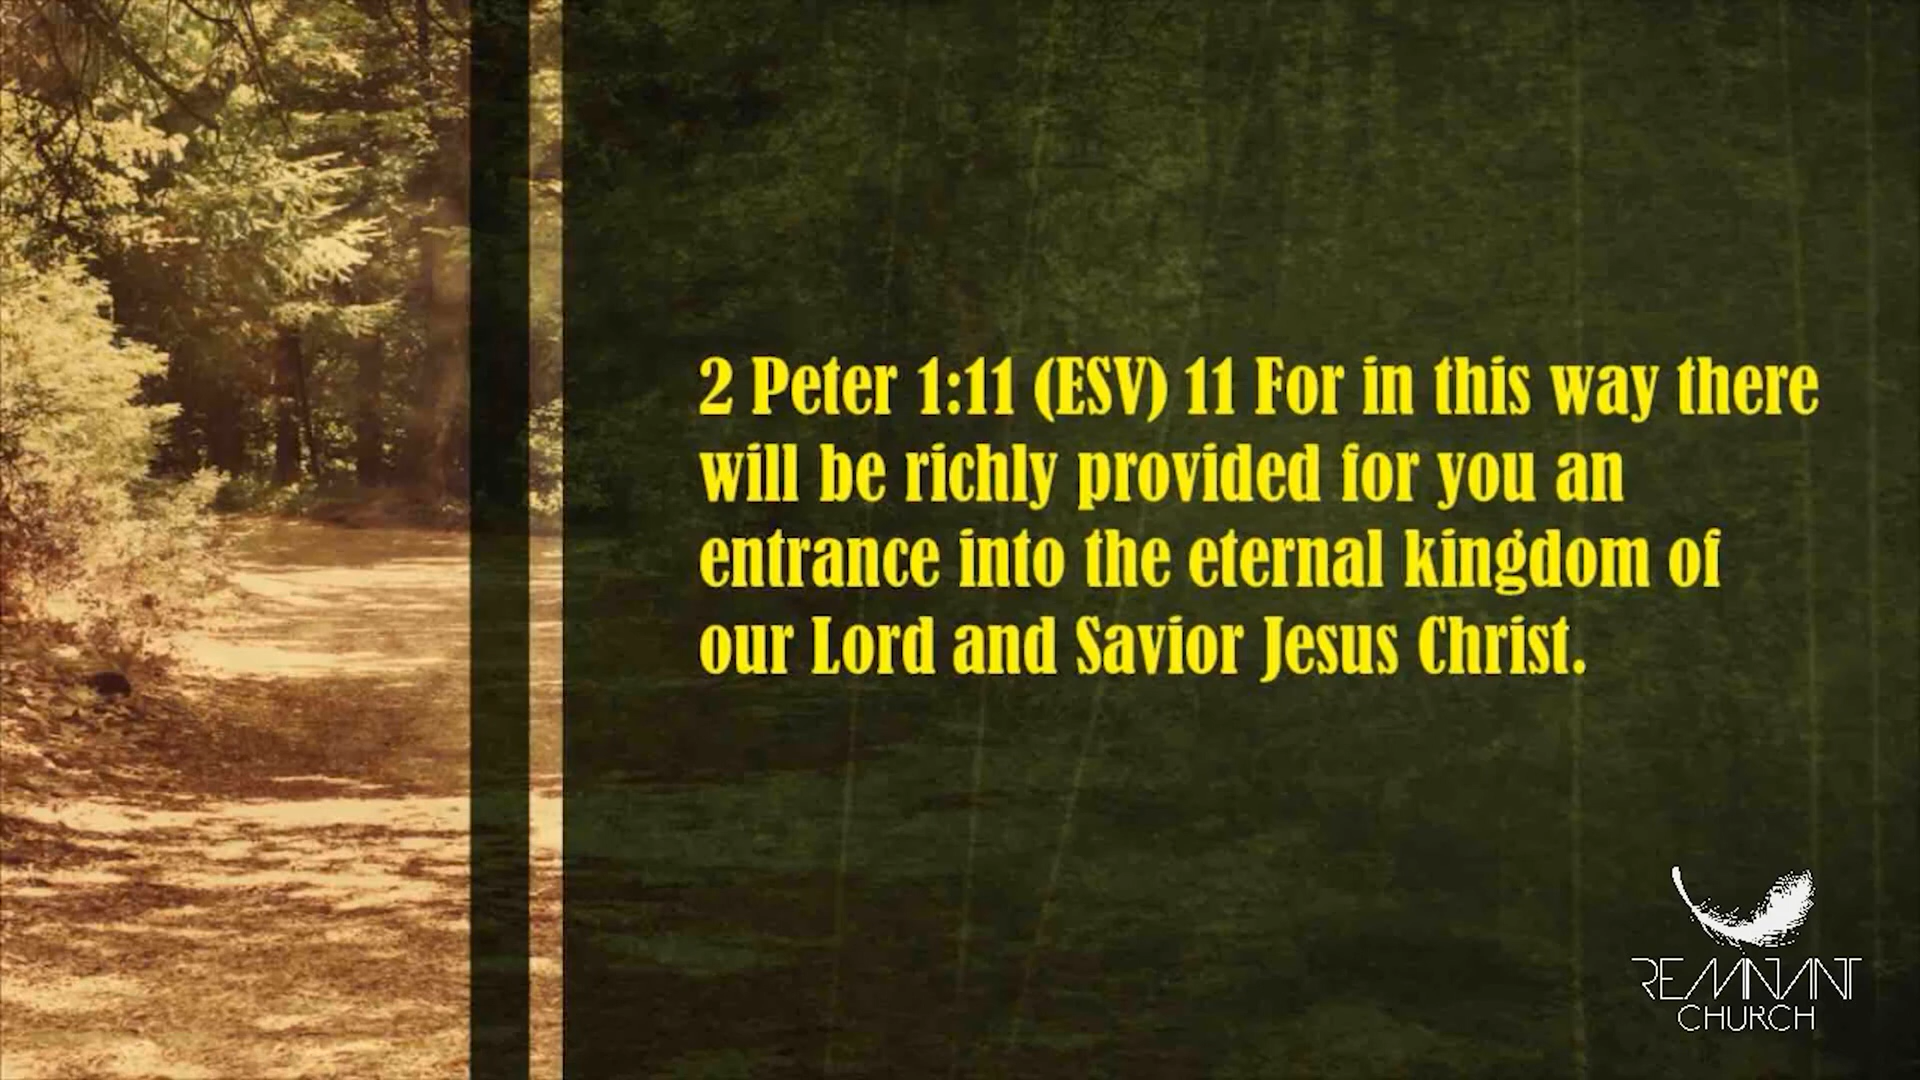 2 Peter 1:11 (ESV) 11 For in this way there
will be richly provided for you an
entrance into the eternal kingdom of
our Lord and Savior Jesus Christ.
REMNANT
CHURCH